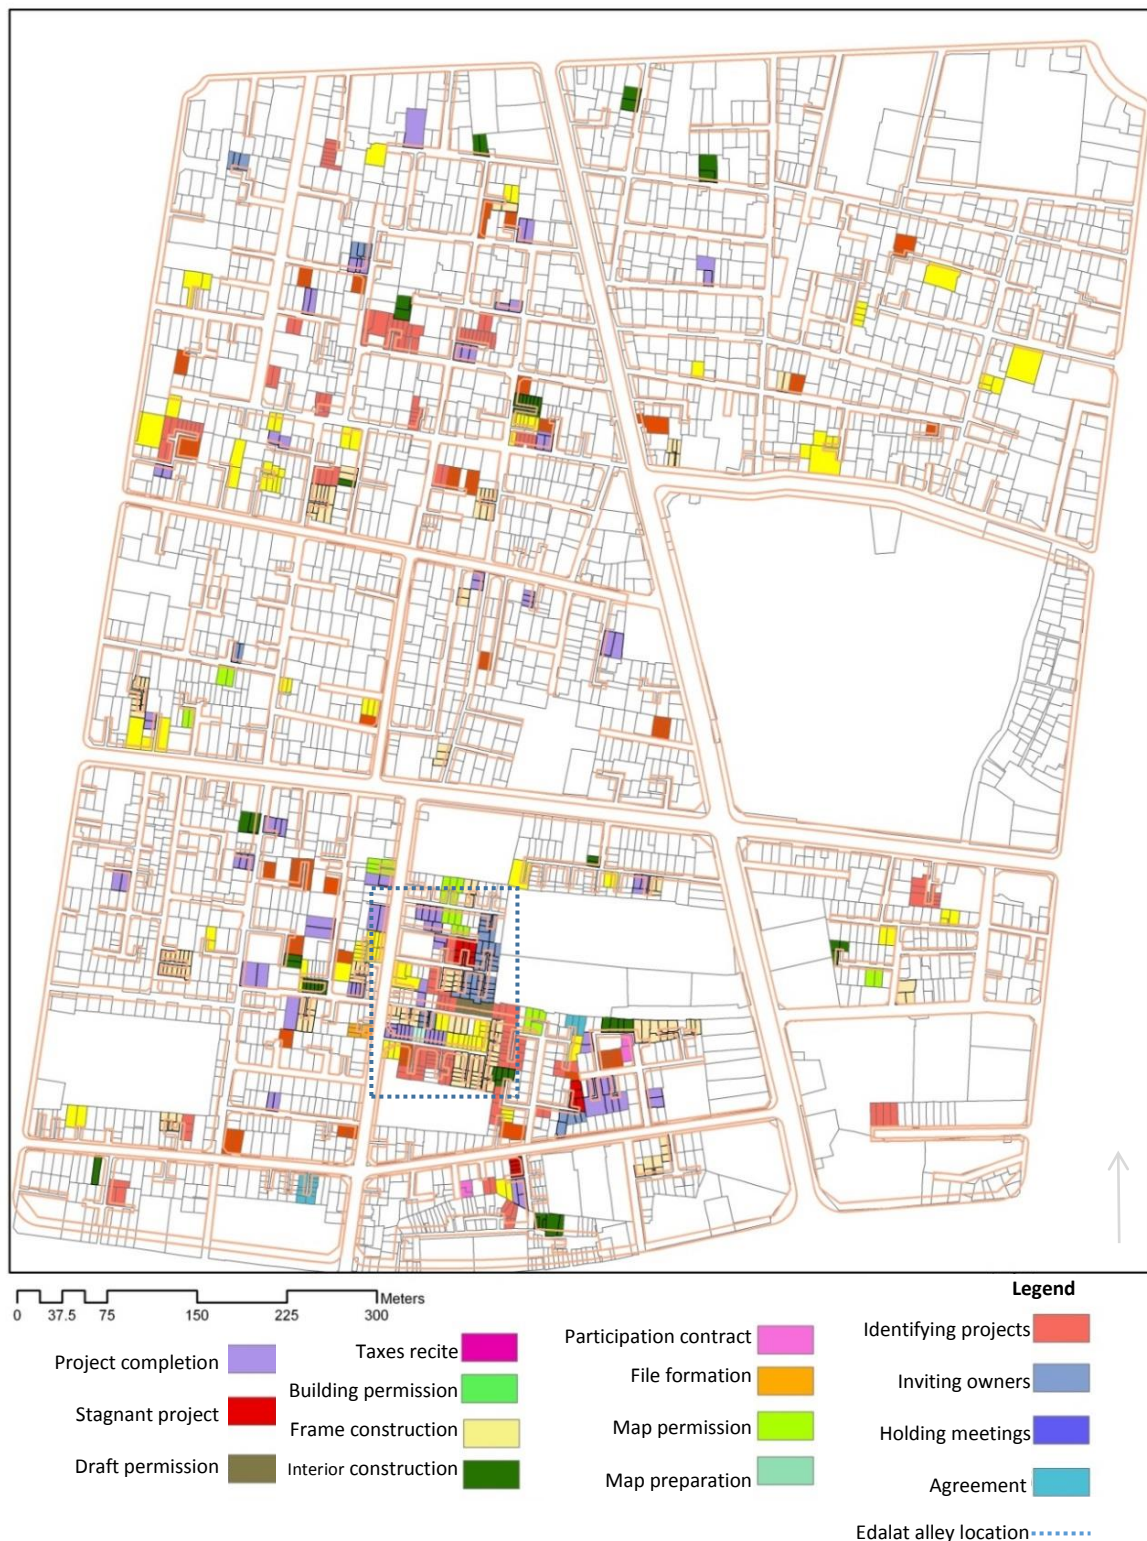 Meters
0 37.5 75 150 225 300
Legend
Project completion
Stagnant project
Draft permission
Taxes recite
Building permission
Frame construction
Interior construction
Participation contract
File formation
Map permission
Map preparation
Identifying projects
Inviting owners
Holding meetings
Agreement
Edalat alley location